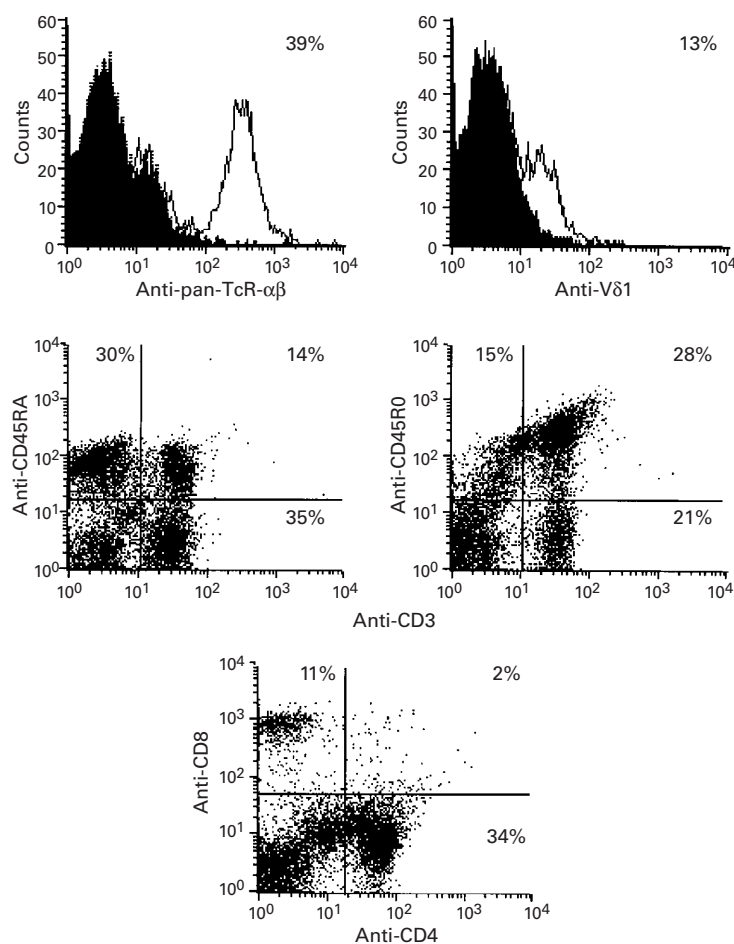 60
50
40
30
20
10
0
Counts
39%
10⁰ 10¹ 10² 10³ 10⁴
Anti-pan-TcR-αβ
60
50
40
30
20
10
0
Counts
13%
10⁰ 10¹ 10² 10³ 10⁴
Anti-Vδ1
10⁴
10³
10²
10¹
10⁰
Anti-CD45RA
30% 14%
35%
10⁰ 10¹ 10² 10³ 10⁴
10⁴
10³
10²
10¹
10⁰
Anti-CD45R0
15% 28%
21%
10⁰ 10¹ 10² 10³ 10⁴
Anti-CD3
10⁴
10³
10²
10¹
10⁰
Anti-CD8
11% 2%
34%
10⁰ 10¹ 10² 10³ 10⁴
Anti-CD4